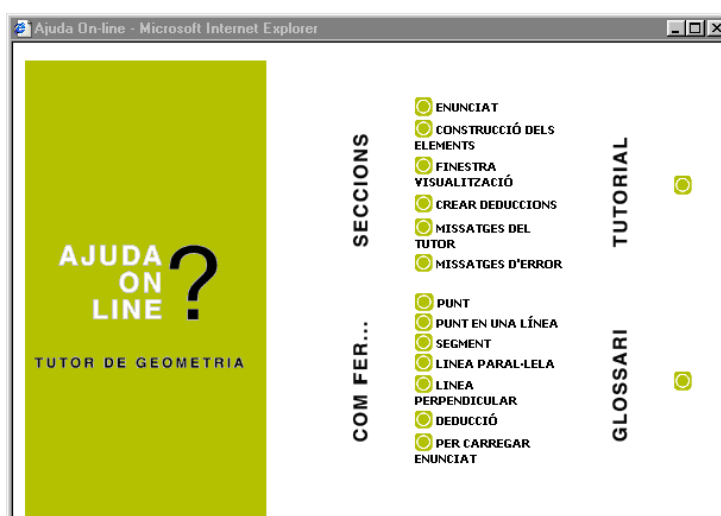 Ajuda On-line - Microsoft Internet Explorer
AJUDA
ON
LINE
?
TUTOR DE GEOMETRIA
SECCIONS
ENUNCIAT
CONSTRUCCIÓ DELS
ELEMENTS
FINESTRA
VISUALITZACIÓ
CREAR DEDUCCIONS
MISSATGES DEL
TUTOR
MISSATGES D'ERROR
TUTORIAL
COM FER...
PUNT
PUNT EN UNA LÍNEA
SEGMENT
LINEA PARAL·LELA
LINEA
PERPENDICULAR
DEDUCCIÓ
PER CARREGAR
ENUNCIAT
GLOSSARI